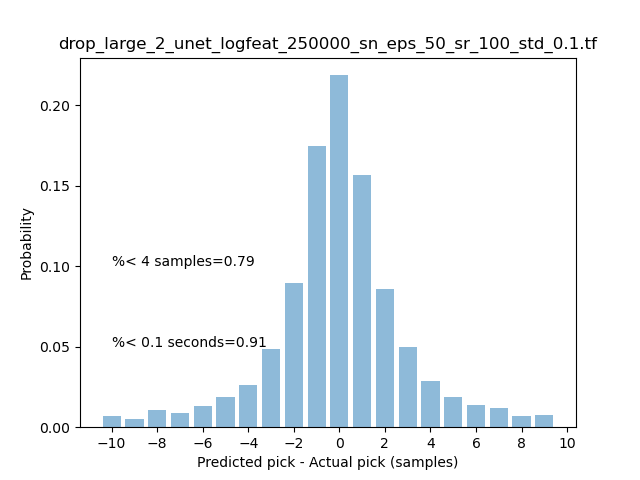 drop_large_2_unet_logfeat_250000_sn_eps_50_sr_100_std_0.1.tf
0.20
0.15
0.10
0.05
0.00
Probability
%< 4 samples=0.79
%< 0.1 seconds=0.91
−10 −8 −6 −4 −2 0 2 4 6 8 10
Predicted pick - Actual pick (samples)